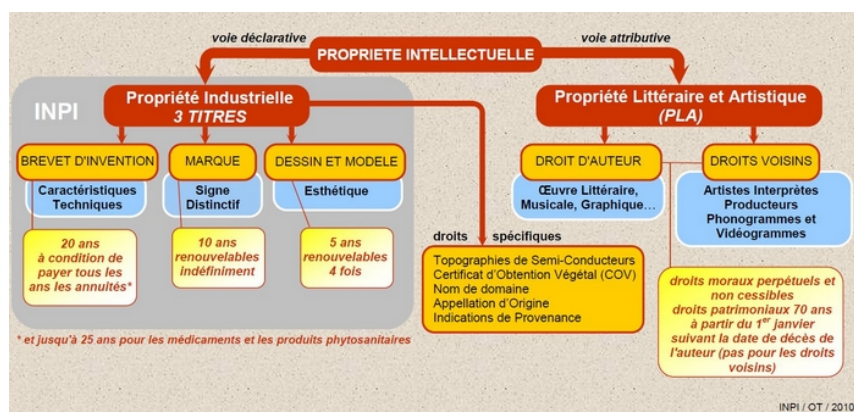 voie déclarative
PROPRIETE INTELLECTUELLE
voie attributive
INPI
Propriété Industrielle
3 TITRES
Propriété Littéraire et Artistique
(PLA)
BREVET D'INVENTION
MARQUE
DESSIN ET MODELE
DROIT D'AUTEUR
DROITS VOISINS
Caractéristiques
Techniques
Signe
Distinctif
Esthétique
Œuvre Littéraire,
Musicale, Graphique…
Artistes Interprètes
Producteurs
Phonogrammes et
Vidéogrammes
20 ans
à condition de
payer tous les
ans les annuités*
10 ans
renouvelables
indéfiniment
5 ans
renouvelables
4 fois
droits spécifiques
Topographies de Semi-Conducteurs
Certificat d'Obtention Végétal (COV)
Nom de domaine
Appellation d'Origine
Indications de Provenance
droits moraux perpétuels et
non cessibles
droits patrimoniaux 70 ans
à partir du 1er janvier
suivant la date de décès de
l'auteur (pas pour les droits
voisins)
* et jusqu'à 25 ans pour les médicaments et les produits phytosanitaires
INPI / OT / 2010